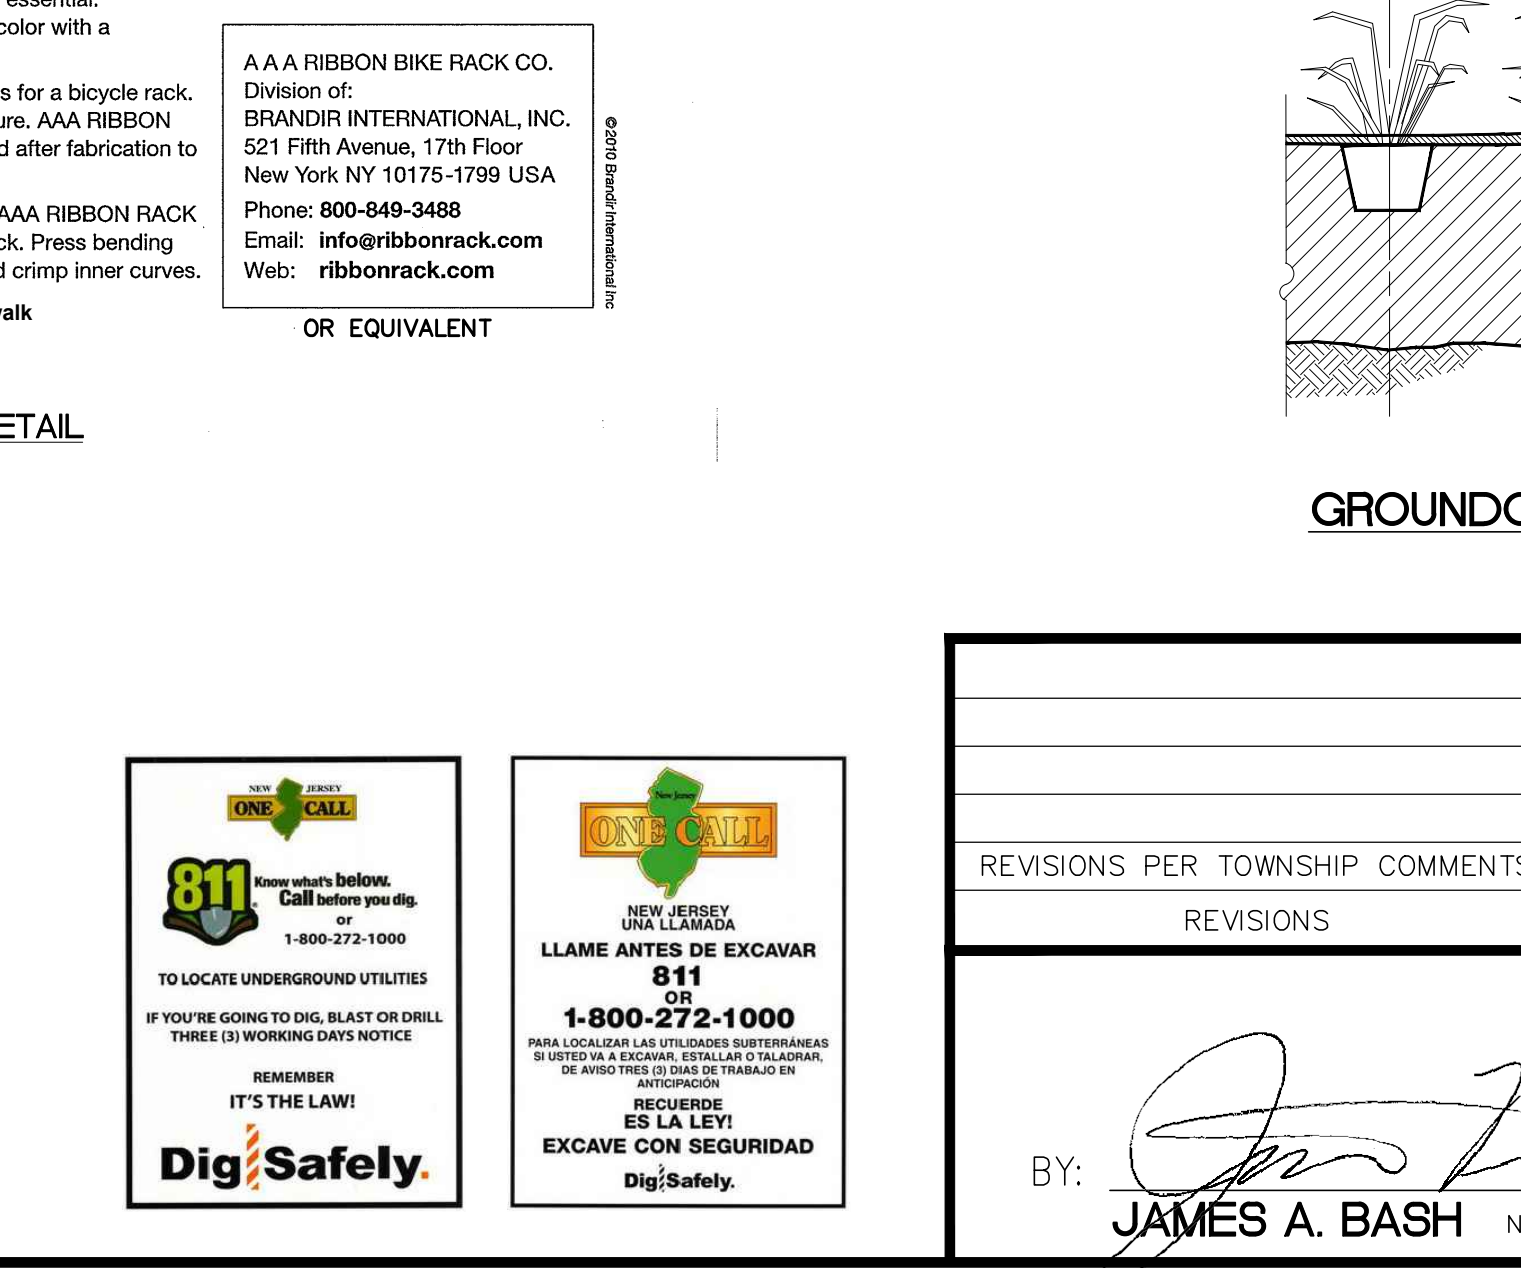 essential.
color with a
s for a bicycle rack.
ure. AAA RIBBON
d after fabrication to
AAA RIBBON RACK
ck. Press bending
d crimp inner curves.
walk
ETAIL
A A A RIBBON BIKE RACK CO.
Division of:
BRANDIR INTERNATIONAL, INC.
521 Fifth Avenue, 17th Floor
New York NY 10175-1799 USA
Phone: 800-849-3488
Email: info@ribbonrack.com
Web: ribbonrack.com
©2010 Brandir International Inc
OR EQUIVALENT
GROUNDC
NEW JERSEY
ONE CALL
811
Know what's below.
Call before you dig.
or
1-800-272-1000
TO LOCATE UNDERGROUND UTILITIES
IF YOU'RE GOING TO DIG, BLAST OR DRILL
THREE (3) WORKING DAYS NOTICE
REMEMBER
IT'S THE LAW!
Dig Safely.
New Jersey
ONE CALL
NEW JERSEY
UNA LLAMADA
LLAME ANTES DE EXCAVAR
811
OR
1-800-272-1000
PARA LOCALIZAR LAS UTILIDADES SUBTERRÁNEAS
SI USTED VA A EXCAVAR, ESTALLAR O TALADRAR,
DE AVISO TRES (3) DIAS DE TRABAJO EN
ANTICIPACIÓN
RECUERDE
ES LA LEY!
EXCAVE CON SEGURIDAD
Dig Safely.
REVISIONS PER TOWNSHIP COMMENTS
REVISIONS
BY:
JAMES A. BASH N